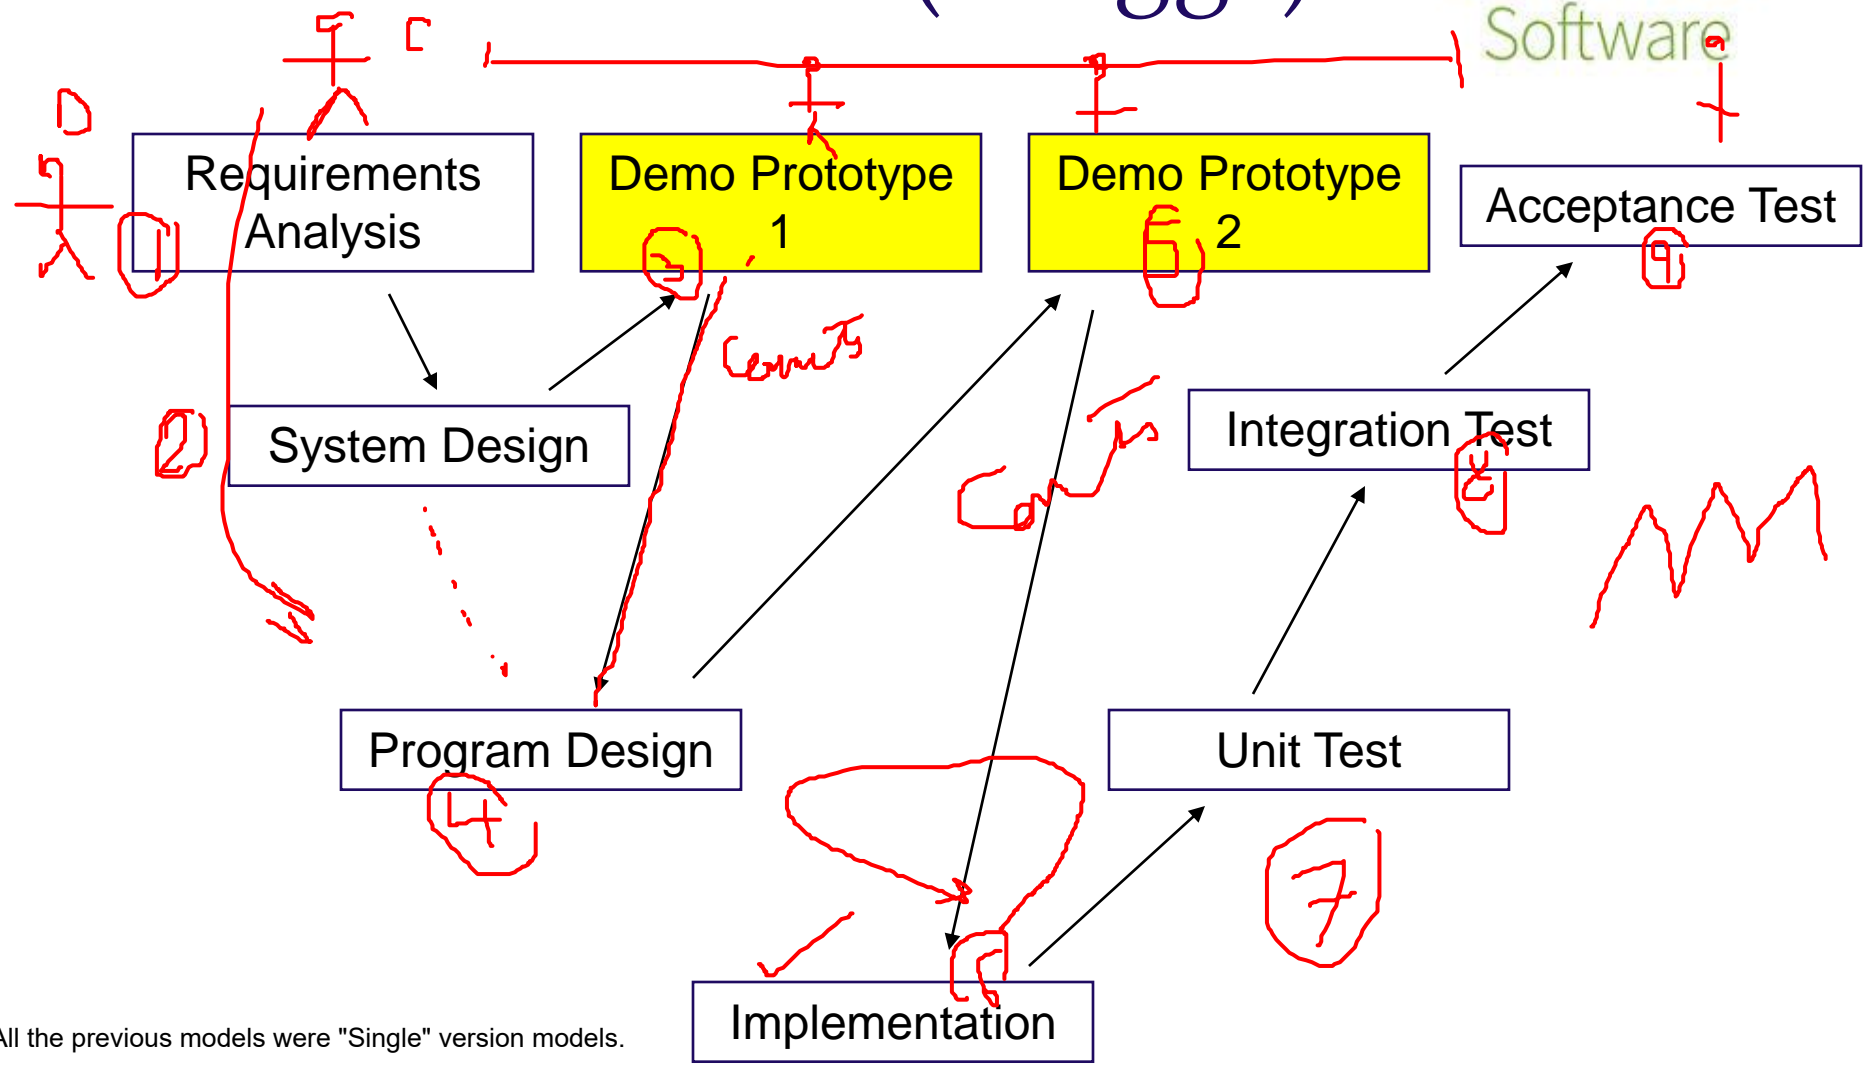 Software
C
D
Requirements
Analysis
1
Demo Prototype
1
3
Demo Prototype
2
5
Acceptance Test
9
Comments
System Design
2
Integration Test
8
Program Design
4
Unit Test
7
Implementation
All the previous models were "Single" version models.